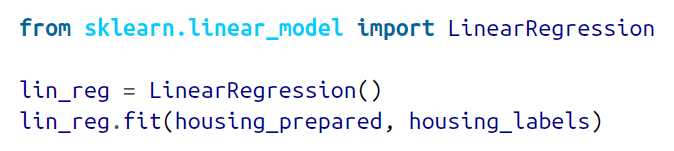 from sklearn.linear_model import LinearRegression
lin_reg = LinearRegression()
lin_reg.fit(housing_prepared, housing_labels)